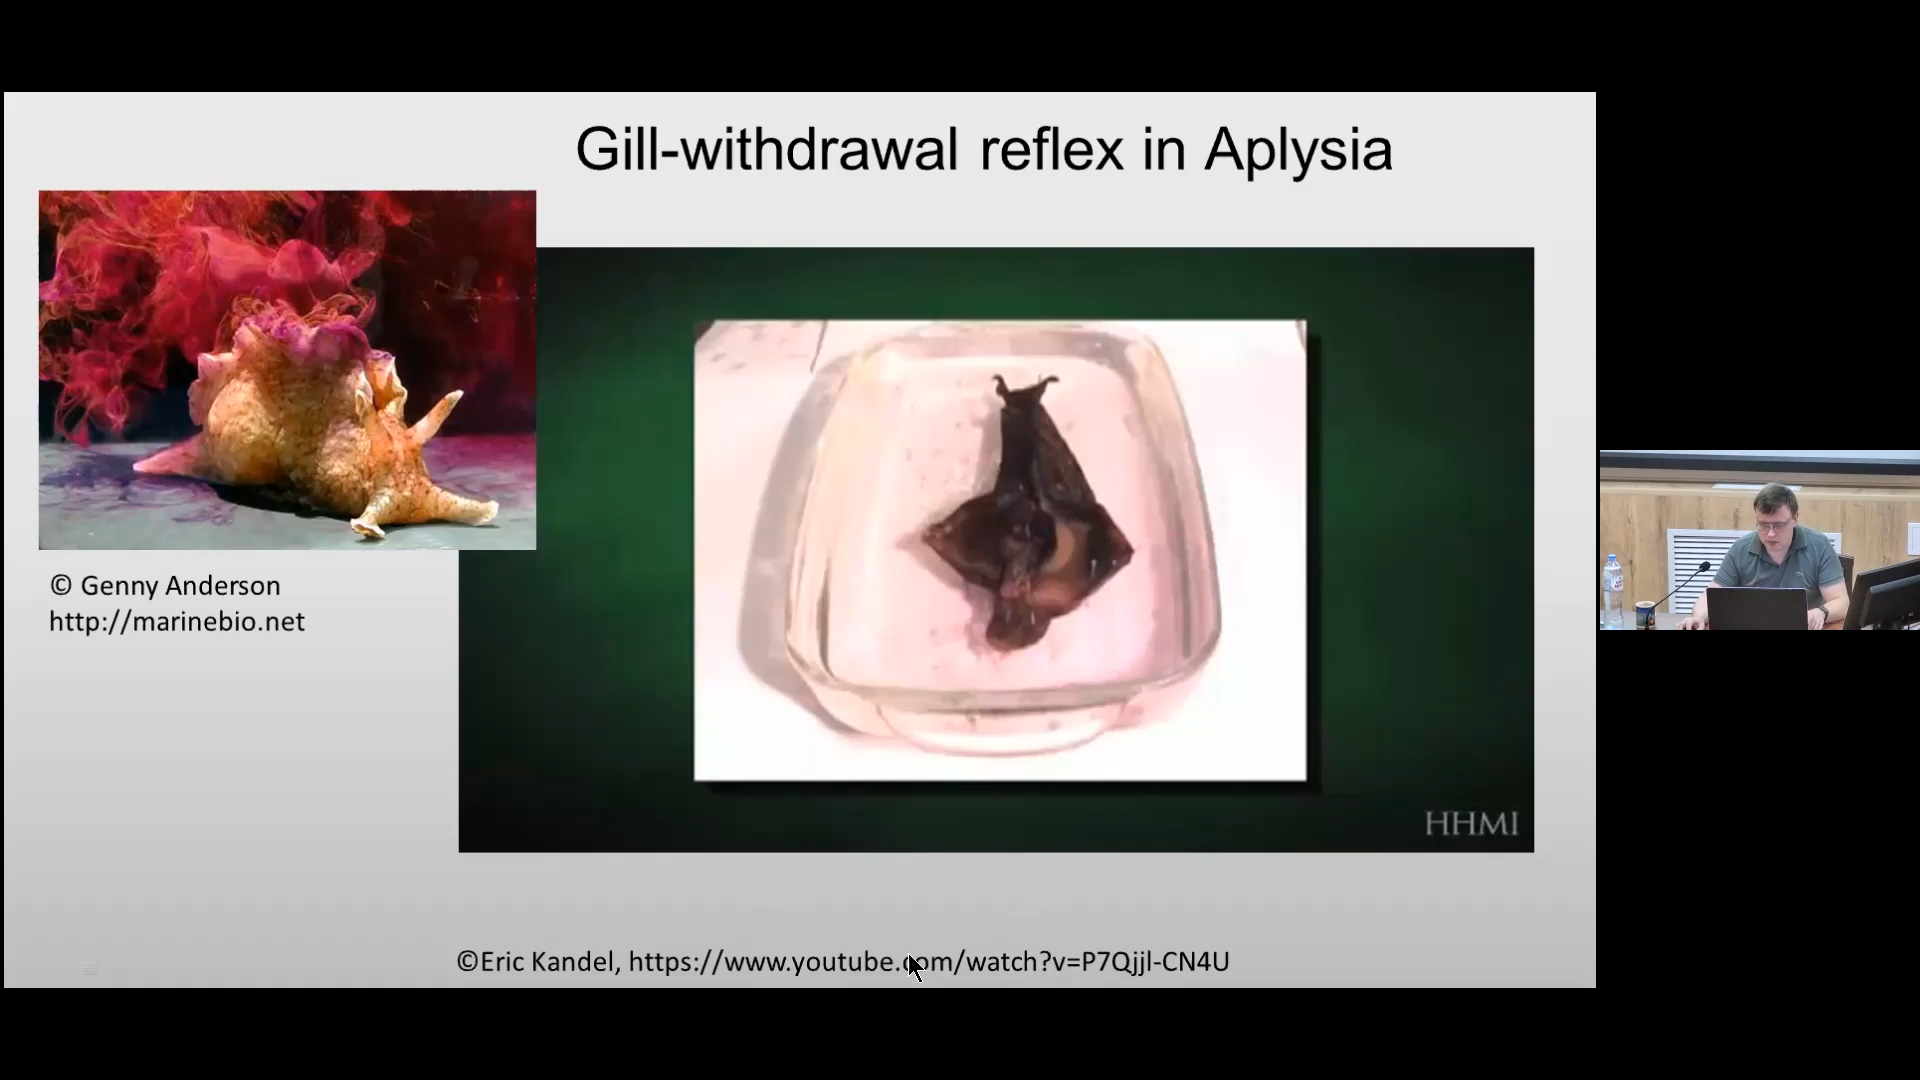 Gill-withdrawal reflex in Aplysia
© Genny Anderson
http://marinebio.net
HHMI
©Eric Kandel, https://www.youtube.com/watch?v=P7Qjjl-CN4U